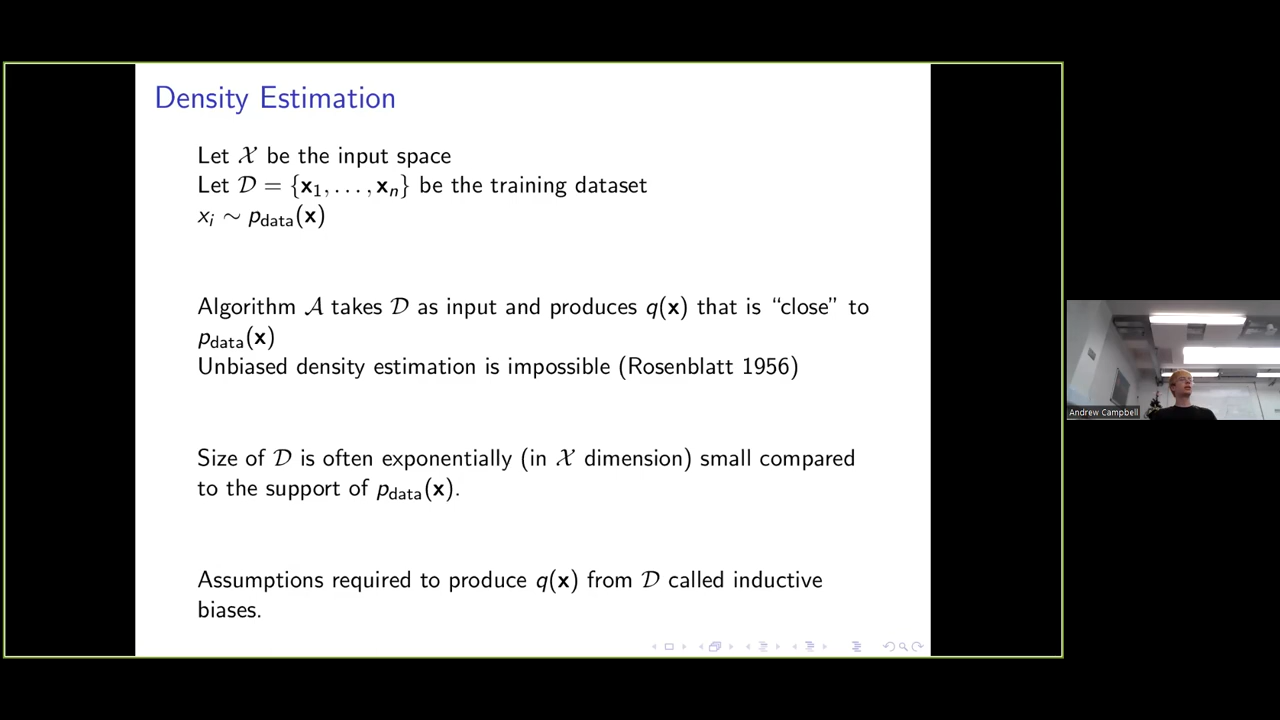 Density Estimation
Let 𝒳 be the input space
Let 𝒟 = {x₁, . . . , xₙ} be the training dataset
xᵢ ∼ p_data(x)
Algorithm 𝒜 takes 𝒟 as input and produces q(x) that is “close” to
p_data(x)
Unbiased density estimation is impossible (Rosenblatt 1956)
Size of 𝒟 is often exponentially (in 𝒳 dimension) small compared
to the support of p_data(x).
Assumptions required to produce q(x) from 𝒟 called inductive
biases.
Andrew Campbell